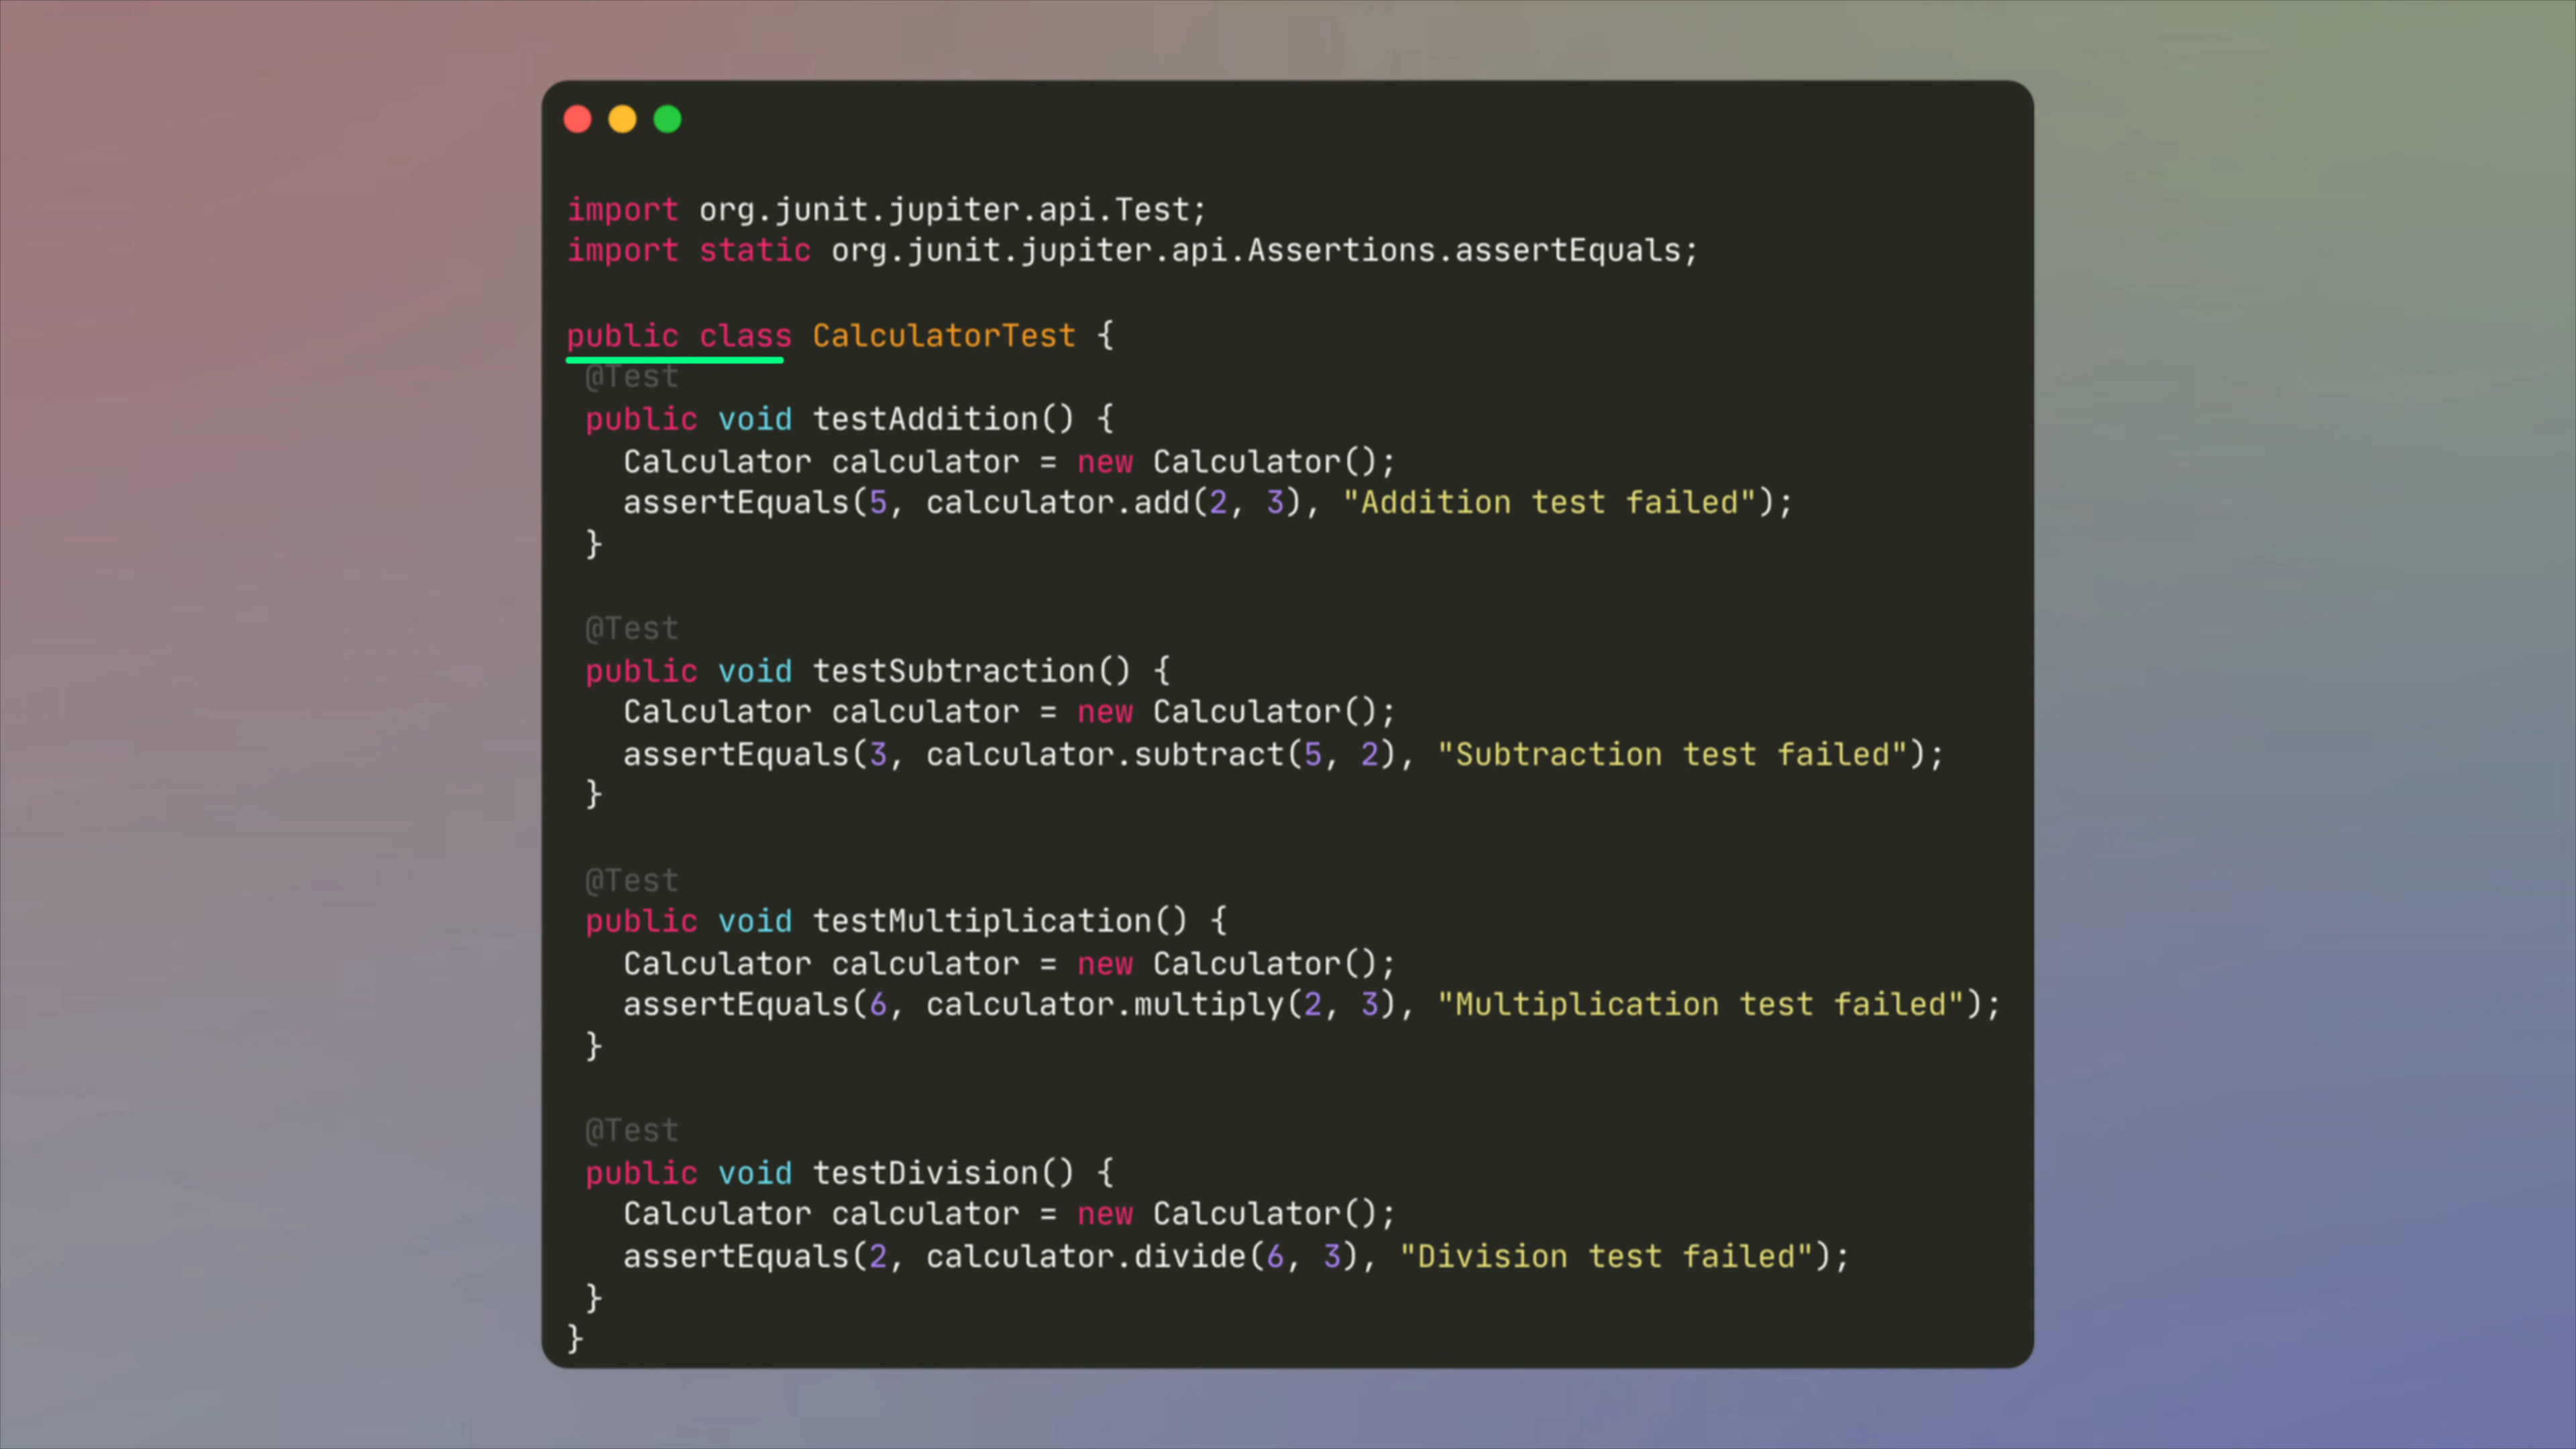 import org.junit.jupiter.api.Test;
import static org.junit.jupiter.api.Assertions.assertEquals;
public class CalculatorTest {
@Test
public void testAddition() {
Calculator calculator = new Calculator();
assertEquals(5, calculator.add(2, 3), "Addition test failed");
}
@Test
public void testSubtraction() {
Calculator calculator = new Calculator();
assertEquals(3, calculator.subtract(5, 2), "Subtraction test failed");
}
@Test
public void testMultiplication() {
Calculator calculator = new Calculator();
assertEquals(6, calculator.multiply(2, 3), "Multiplication test failed");
}
@Test
public void testDivision() {
Calculator calculator = new Calculator();
assertEquals(2, calculator.divide(6, 3), "Division test failed");
}
}